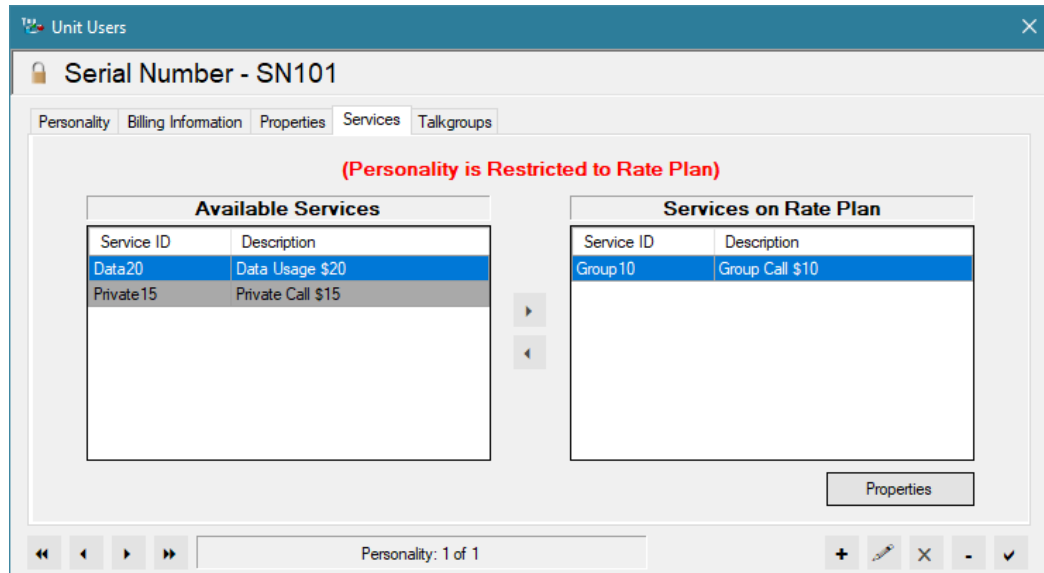 Unit Users
Serial Number - SN101
Personality Billing Information Properties Services Talkgroups
(Personality is Restricted to Rate Plan)
Available Services
Service ID Description
Data20 Data Usage $20
Private15 Private Call $15
Services on Rate Plan
Service ID Description
Group10 Group Call $10
Properties
Personality: 1 of 1